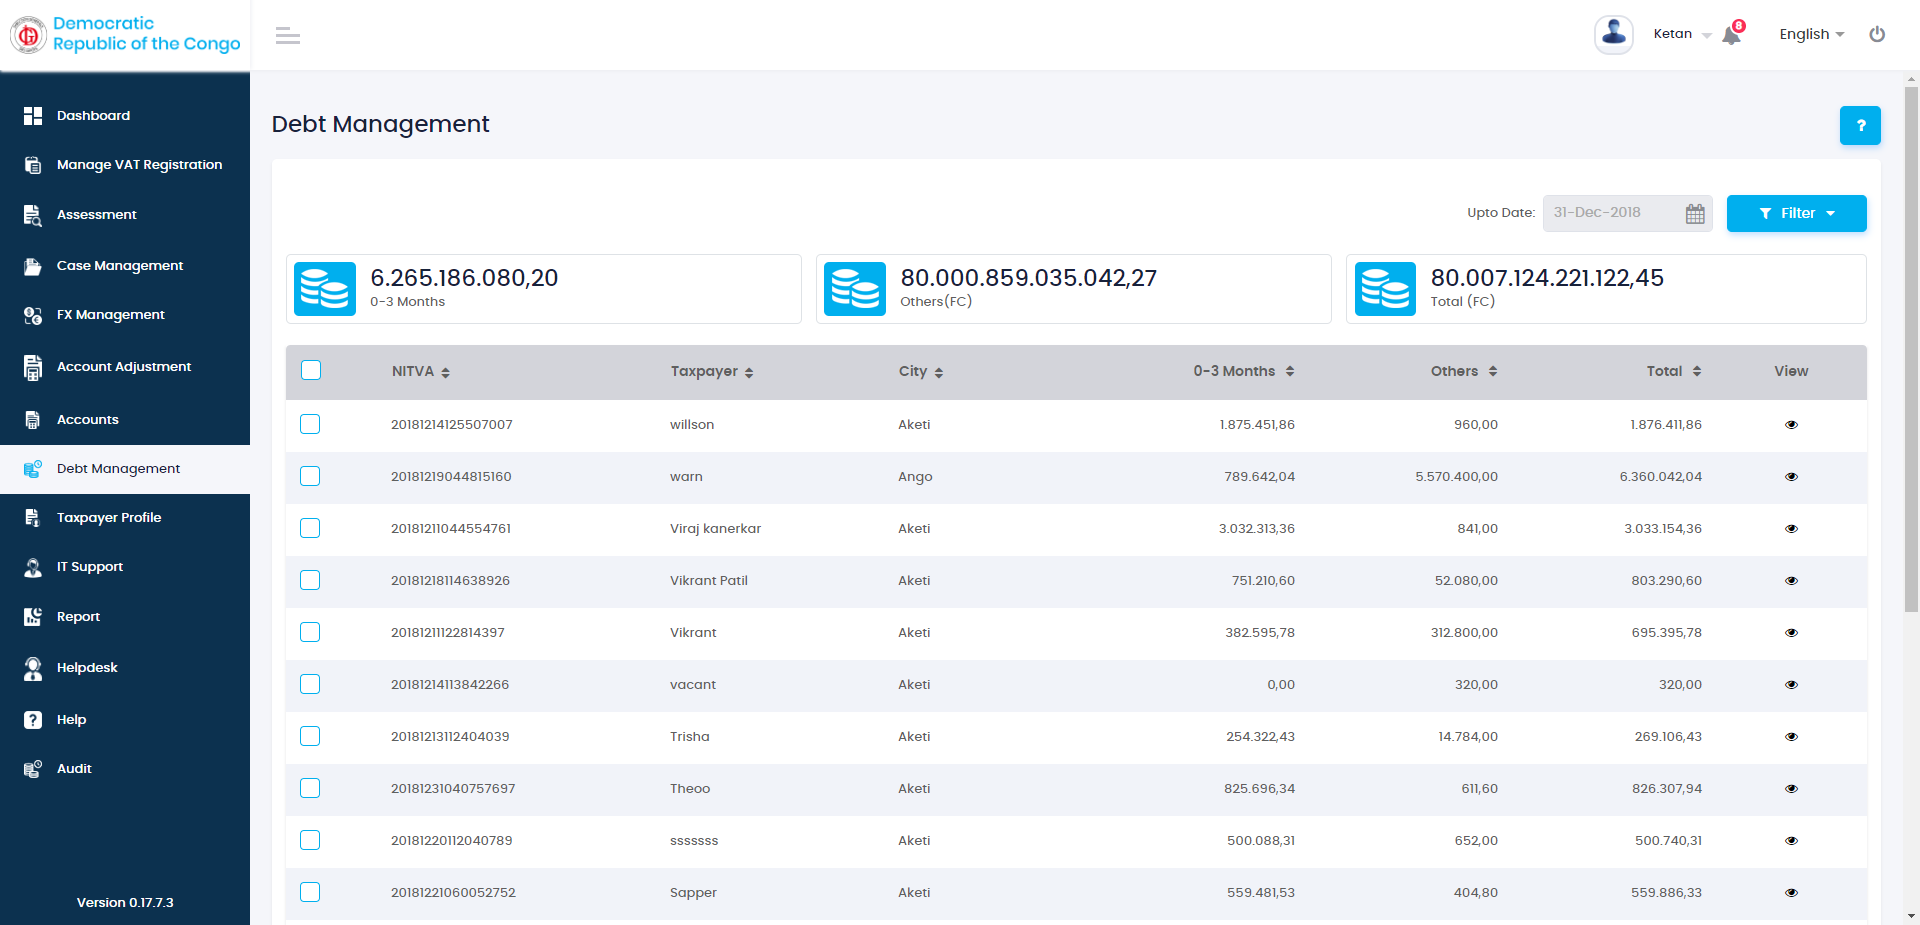 Democratic
Republic of the Congo
Ketan
8
English
Dashboard
Manage VAT Registration
Assessment
Case Management
FX Management
Account Adjustment
Accounts
Debt Management
Taxpayer Profile
IT Support
Report
Helpdesk
Help
Audit
Version 0.17.7.3
Debt Management
?
Upto Date: 31-Dec-2018 Filter
6.265.186.080,20
0-3 Months
80.000.859.035.042,27
Others(FC)
80.007.124.221.122,45
Total (FC)
NITVA Taxpayer City 0-3 Months Others Total View
20181214125507007 willson Aketi 1.875.451,86 960,00 1.876.411,86
20181219044815160 warn Ango 789.642,04 5.570.400,00 6.360.042,04
20181211044554761 Viraj kanerkar Aketi 3.032.313,36 841,00 3.033.154,36
20181218114638926 Vikrant Patil Aketi 751.210,60 52.080,00 803.290,60
20181211122814397 Vikrant Aketi 382.595,78 312.800,00 695.395,78
20181214113842266 vacant Aketi 0,00 320,00 320,00
20181213112404039 Trisha Aketi 254.322,43 14.784,00 269.106,43
20181231040757697 Theoo Aketi 825.696,34 611,60 826.307,94
20181220112040789 sssssss Aketi 500.088,31 652,00 500.740,31
20181221060052752 Sapper Aketi 559.481,53 404,80 559.886,33